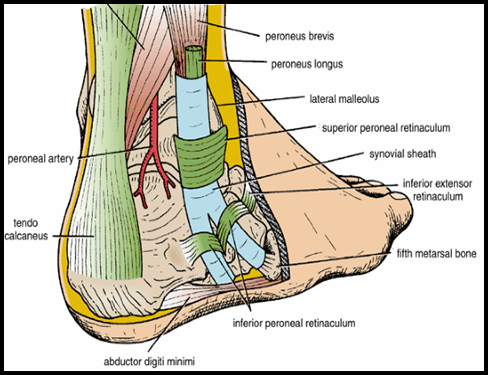 peroneus brevis
peroneus longus
lateral malleolus
superior peroneal retinaculum
peroneal artery
synovial sheath
inferior extensor
retinaculum
tendo
calcaneus
fifth metarsal bone
inferior peroneal retinaculum
abductor digiti minimi